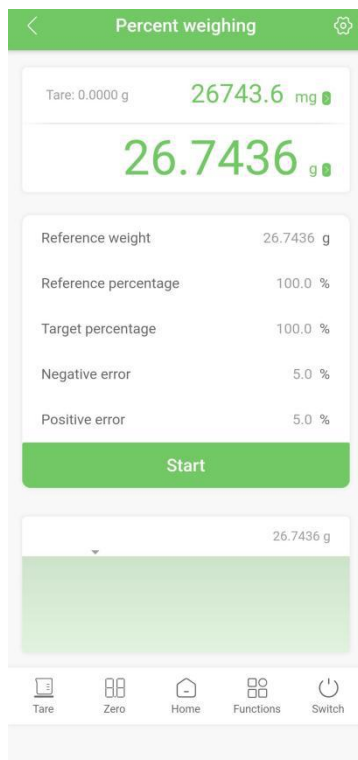 Percent weighing
Tare: 0.0000 g 26743.6 mg
26.7436 g
Reference weight 26.7436 g
Reference percentage 100.0 %
Target percentage 100.0 %
Negative error 5.0 %
Positive error 5.0 %
Start
26.7436 g
Tare Zero Home Functions Switch